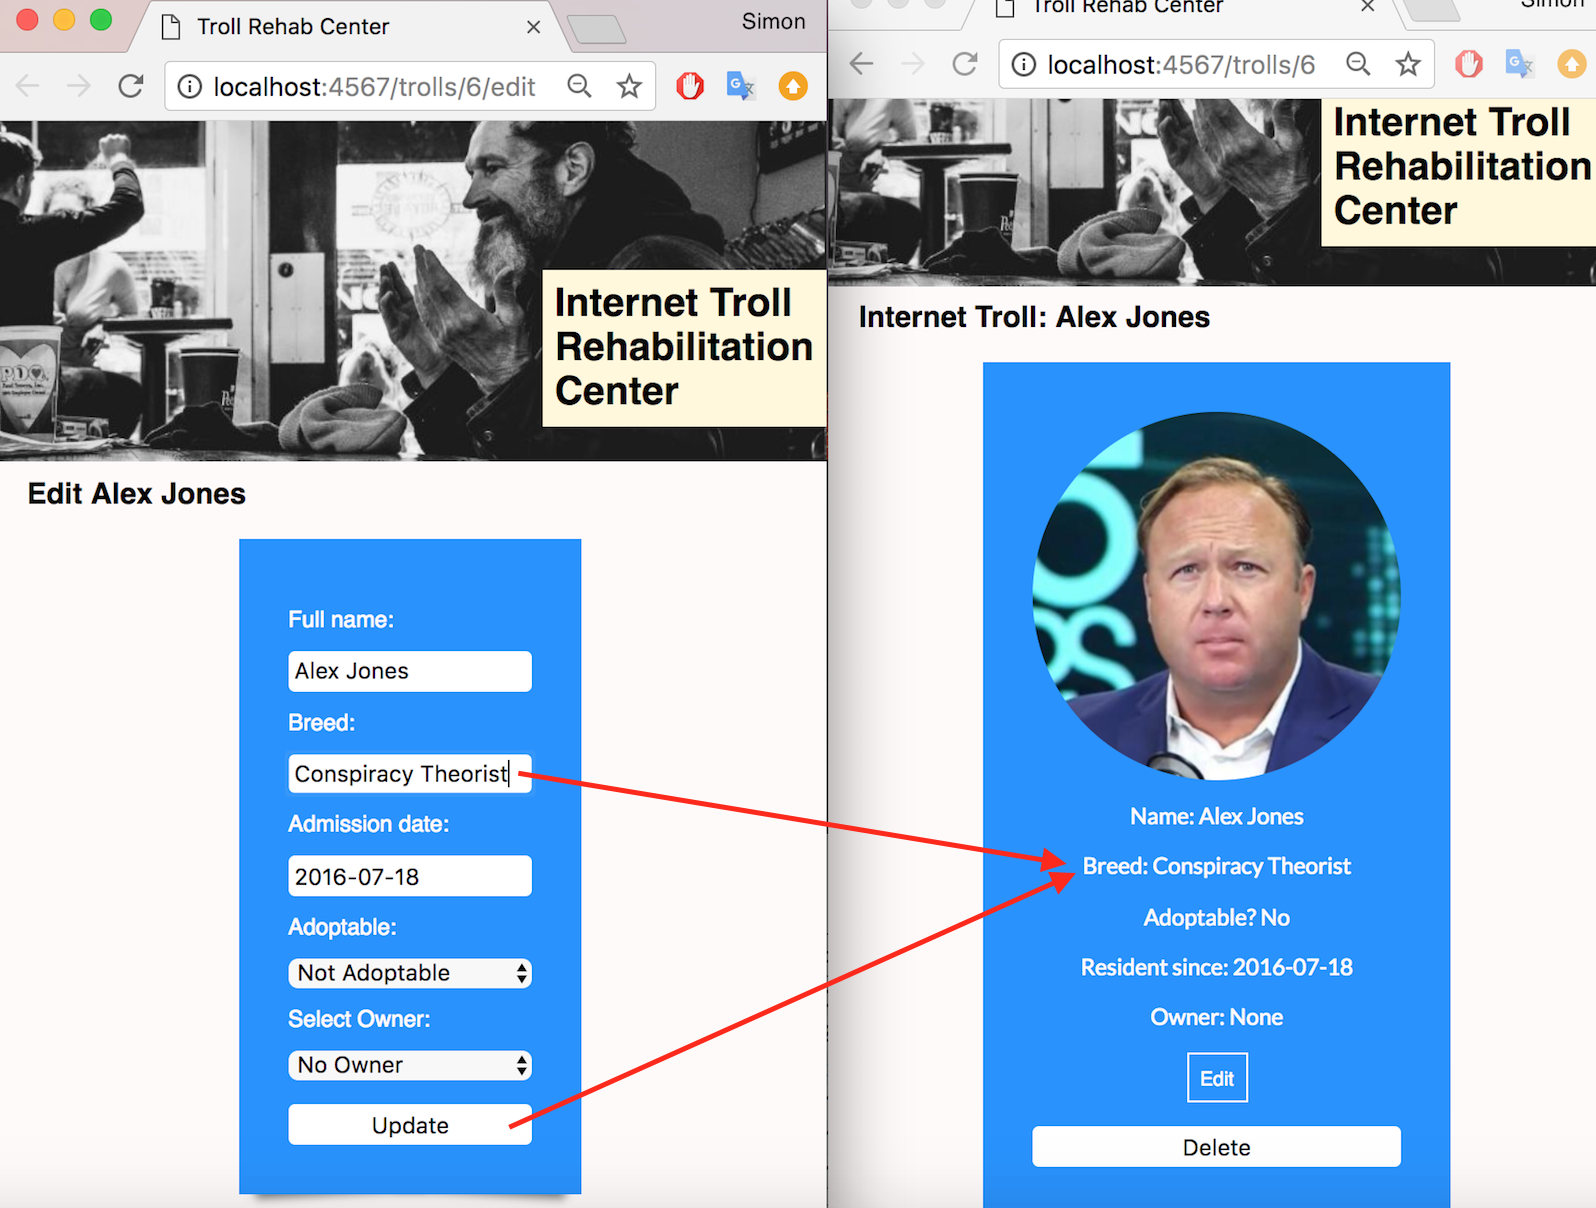 Troll Rehab Center
Simon
localhost:4567/trolls/6/edit
Internet Troll
Rehabilitation
Center
PDQ
Edit Alex Jones
Full name:
Alex Jones
Breed:
Conspiracy Theorist
Admission date:
2016-07-18
Adoptable:
Not Adoptable
Select Owner:
No Owner
Update
Troll Rehab Center
Simon
localhost:4567/trolls/6
Internet Troll
Rehabilitation
Center
Internet Troll: Alex Jones
Name: Alex Jones
Breed: Conspiracy Theorist
Adoptable? No
Resident since: 2016-07-18
Owner: None
Edit
Delete